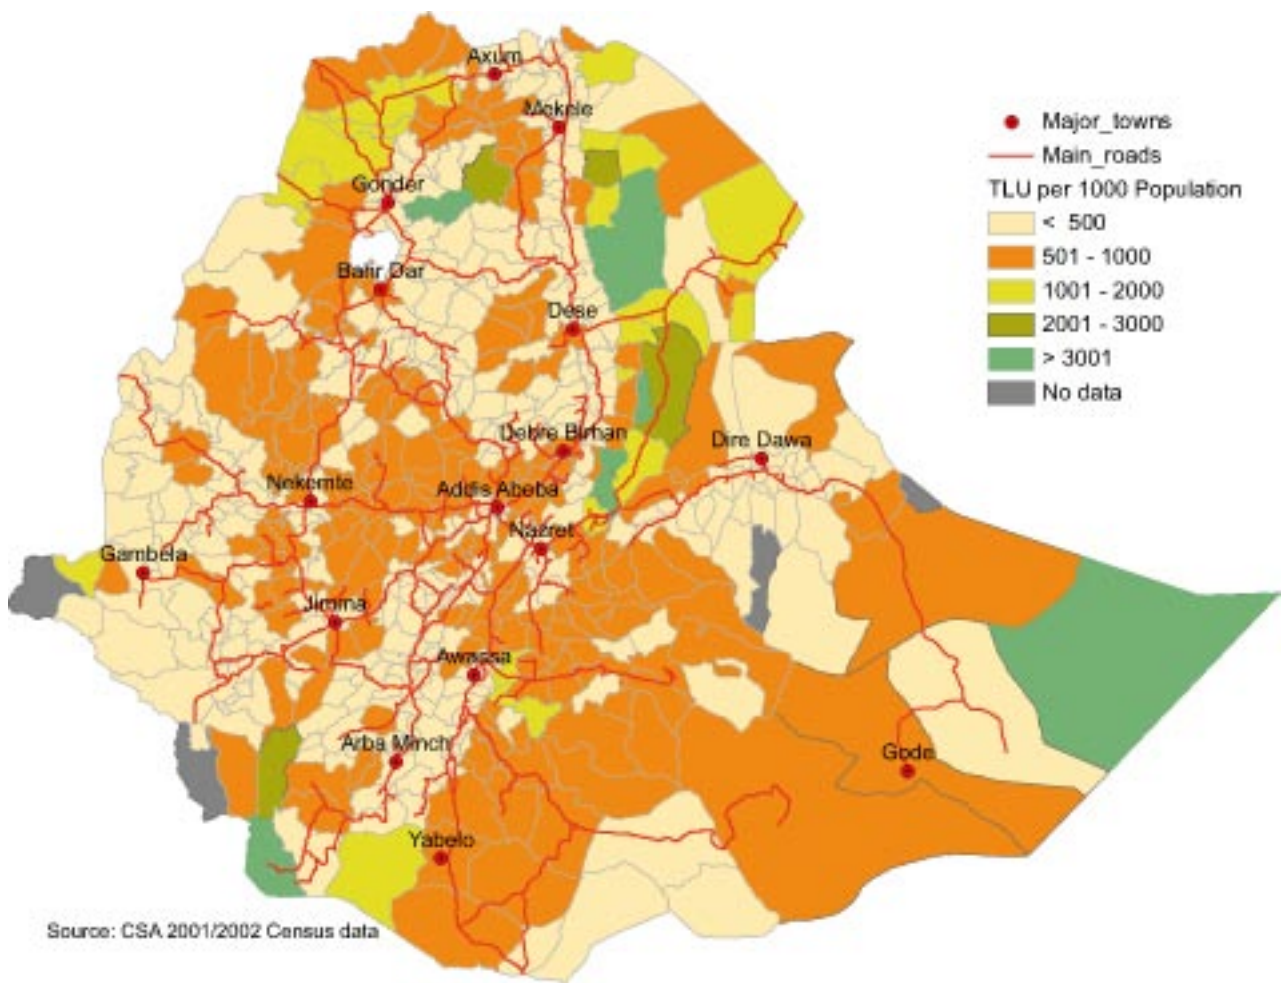 Axum
Mekele
Major_towns
Main_roads
TLU per 1000 Population
< 500
501 - 1000
1001 - 2000
2001 - 3000
> 3001
No data
Gonder
Bahir Dar
Dese
Debre Birhan
Dire Dawa
Nekemte
Addis Abeba
Nazret
Gambela
Jimma
Awassa
Arba Minch
Gode
Yabelo
Source: CSA 2001/2002 Census data